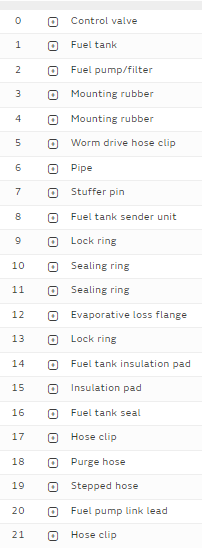 0 Control valve
1 Fuel tank
2 Fuel pump/filter
3 Mounting rubber
4 Mounting rubber
5 Worm drive hose clip
6 Pipe
7 Stuffer pin
8 Fuel tank sender unit
9 Lock ring
10 Sealing ring
11 Sealing ring
12 Evaporative loss flange
13 Lock ring
14 Fuel tank insulation pad
15 Insulation pad
16 Fuel tank seal
17 Hose clip
18 Purge hose
19 Stepped hose
20 Fuel pump link lead
21 Hose clip